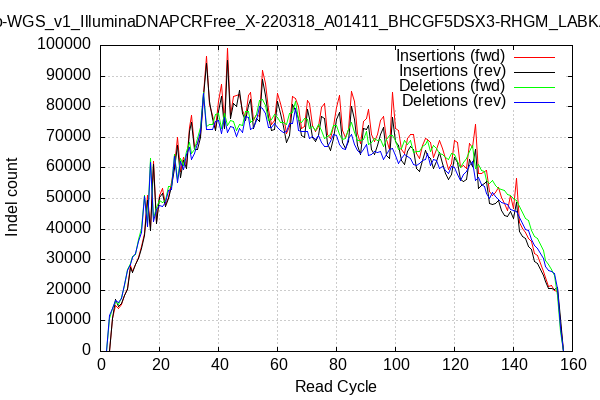 o-WGS_v1_IlluminaDNAPCRFree_X-220318_A01411_BHCGF5DSX3-RHGM_LABK.
Insertions (fwd)
Insertions (rev)
Deletions (fwd)
Deletions (rev)
Indel count
100000
90000
80000
70000
60000
50000
40000
30000
20000
10000
0
0 20 40 60 80 100 120 140 160
Read Cycle